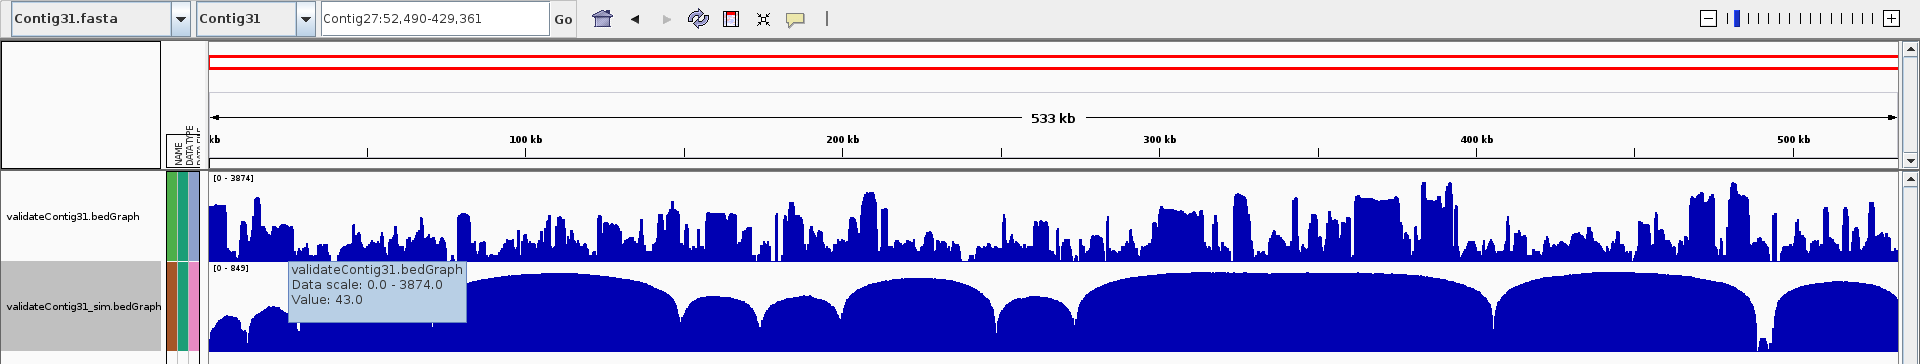 Contig31.fasta Contig31 Contig27:52,490-429,361 Go
533 kb
kb 100 kb 200 kb 300 kb 400 kb 500 kb
NAME
DATA TYPE
DATA FILE
[0 - 3874]
validateContig31.bedGraph
[0 - 849]
validateContig31_sim.bedGraph
validateContig31.bedGraph
Data scale: 0.0 - 3874.0
Value: 43.0